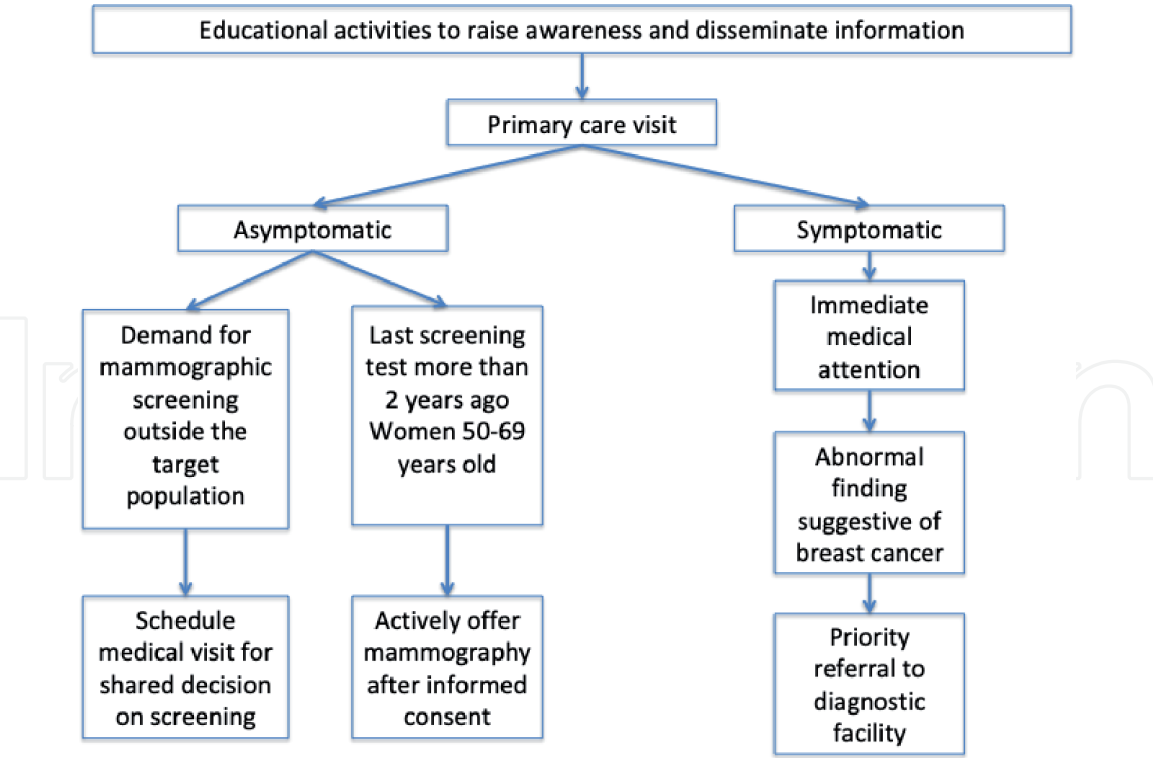 Educational activities to raise awareness and disseminate information
Primary care visit
Asymptomatic
Symptomatic
Demand for
mammographic
screening
outside the
target
population
Last screening
test more than
2 years ago
Women 50-69
years old
Immediate
medical
attention
Abnormal
finding
suggestive of
breast cancer
Schedule
medical visit for
shared decision
on screening
Actively offer
mammography
after informed
consent
Priority
referral to
diagnostic
facility